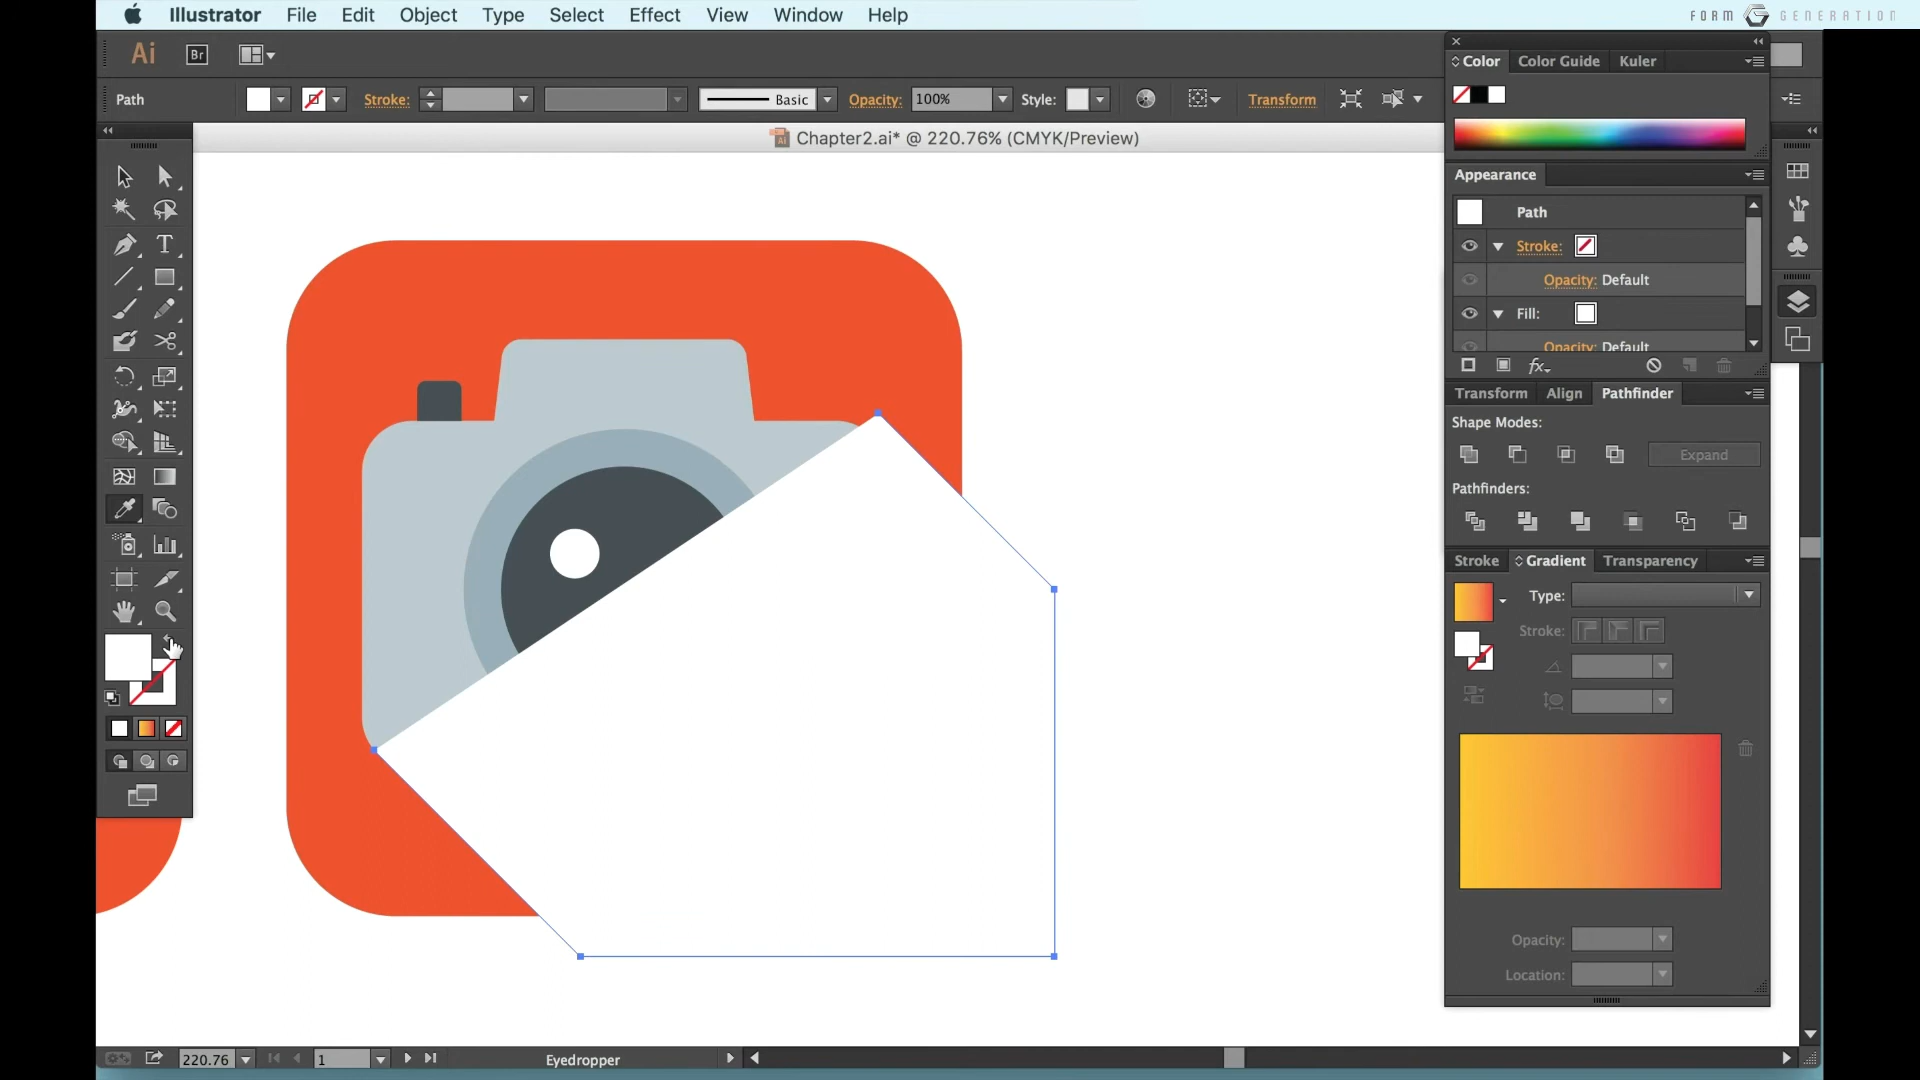 Illustrator File Edit Object Type Select Effect View Window Help
FORM G GENERATION
Ai Br
Path Stroke: Basic Opacity: 100% Style: Transform
Chapter2.ai* @ 220.76% (CMYK/Preview)
Color Color Guide Kuler
Appearance
Path
Stroke:
Opacity: Default
Fill:
Opacity: Default
fx
Transform Align Pathfinder
Shape Modes:
Expand
Pathfinders:
Stroke Gradient Transparency
Type:
Stroke:
Opacity:
Location:
220.76 1 Eyedropper